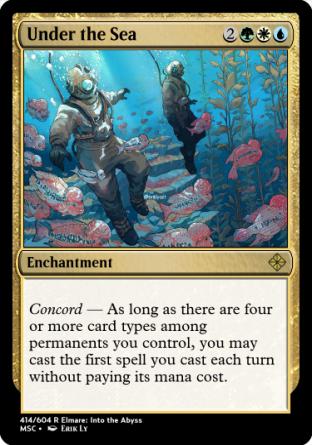 Under the Sea 2
Enchantment
Concord — As long as there are four
or more card types among
permanents you control, you may
cast the first spell you cast each turn
without paying its mana cost.
414/604 R Elmare: Into the Abyss
MSC • Erik Ly